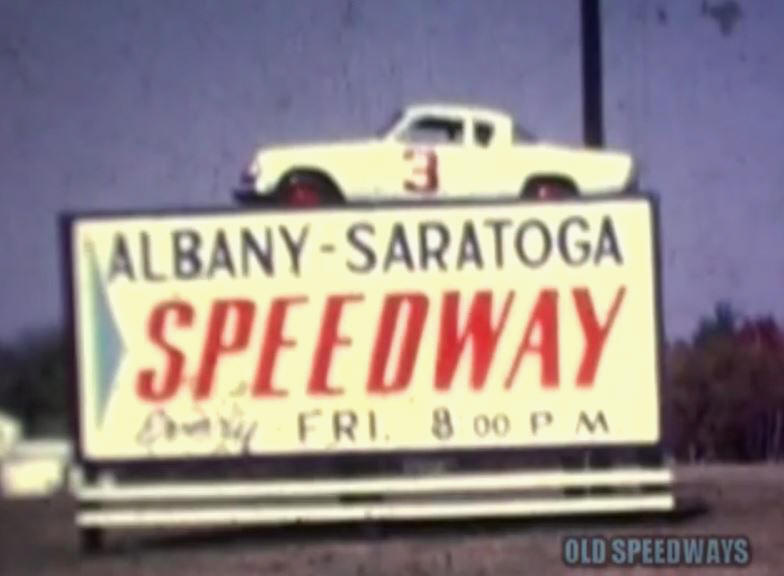 3
ALBANY - SARATOGA
SPEEDWAY
Every FRI. 8 00 P M
OLD SPEEDWAYS